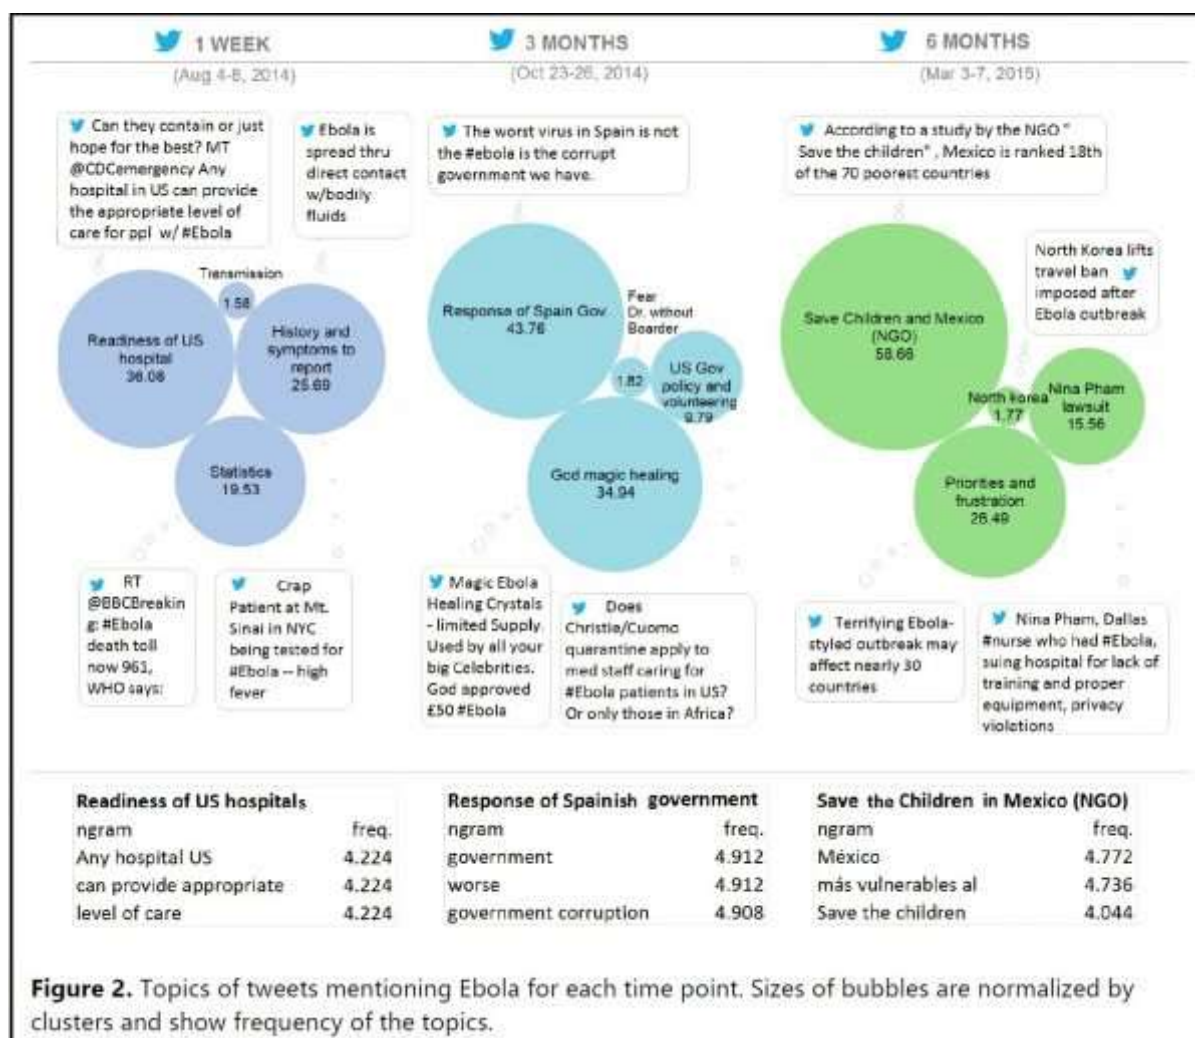 1 WEEK
(Aug 4-8, 2014)
3 MONTHS
(Oct 23-26, 2014)
6 MONTHS
(Mar 3-7, 2015)
Can they contain or just
hope for the best? MT
@CDCemergency Any
hospital in US can provide
the appropriate level of
care for ppl w/ #Ebola
Ebola is
spread thru
direct contact
w/bodily
fluids
Transmission
1.58
Readiness of US
hospital
36.08
History and
symptoms to
report
25.69
Statistics
19.53
RT
@BBCBreakin
g: #Ebola
death toll
now 961,
WHO says:
Crap
Patient at Mt.
Sinai in NYC
being tested for
#Ebola -- high
fever
The worst virus in Spain is not
the #ebola is the corrupt
government we have.
Response of Spain Gov
43.76
Fear
Dr. without
Boarder
1.82
US Gov
policy and
volunteering
9.79
God magic healing
34.94
Magic Ebola
Healing Crystals
- limited Supply.
Used by all your
big Celebrities.
God approved
£50 #Ebola
Does
Christie/Cuomo
quarantine apply to
med staff caring for
#Ebola patients in US?
Or only those in Africa?
According to a study by the NGO "
Save the children" , Mexico is ranked 18th
of the 70 poorest countries
North Korea lifts
travel ban
imposed after
Ebola outbreak
Save Children and Mexico
(NGO)
58.66
North korea
1.77
Nina Pham
lawsuit
15.56
Priorities and
frustration
26.49
Terrifying Ebola-
styled outbreak may
affect nearly 30
countries
Nina Pham, Dallas
#nurse who had #Ebola,
suing hospital for lack of
training and proper
equipment, privacy
violations
Readiness of US hospitals
ngram freq.
Any hospital US 4.224
can provide appropriate 4.224
level of care 4.224
Response of Spainish government
ngram freq.
government 4.912
worse 4.912
government corruption 4.908
Save the Children in Mexico (NGO)
ngram freq.
México 4.772
más vulnerables al 4.736
Save the children 4.044
Figure 2. Topics of tweets mentioning Ebola for each time point. Sizes of bubbles are normalized by
clusters and show frequency of the topics.